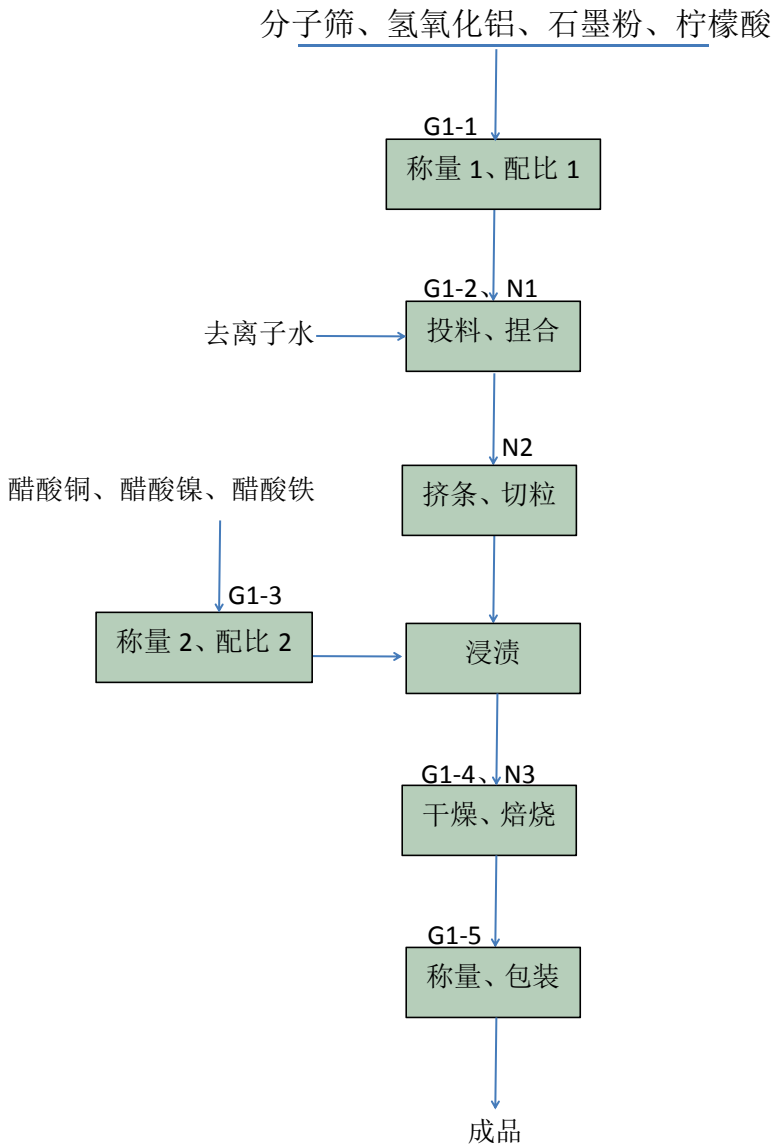 分子筛、氢氧化铝、石墨粉、柠檬酸
G1-1
称量 1、配比 1
G1-2、N1
去离子水
投料、捏合
N2
醋酸铜、醋酸镍、醋酸铁
挤条、切粒
G1-3
称量 2、配比 2
浸渍
G1-4、N3
干燥、焙烧
G1-5
称量、包装
成品